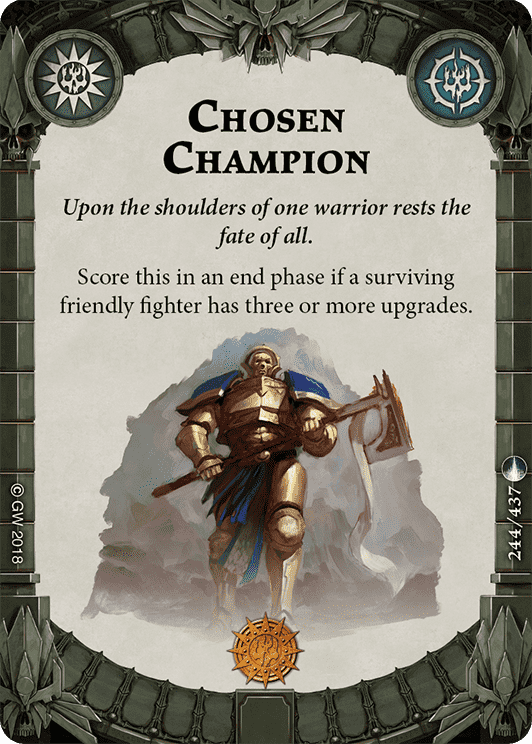 Chosen
Champion
Upon the shoulders of one warrior rests the
fate of all.
Score this in an end phase if a surviving
friendly fighter has three or more upgrades.
© GW 2018
244/437